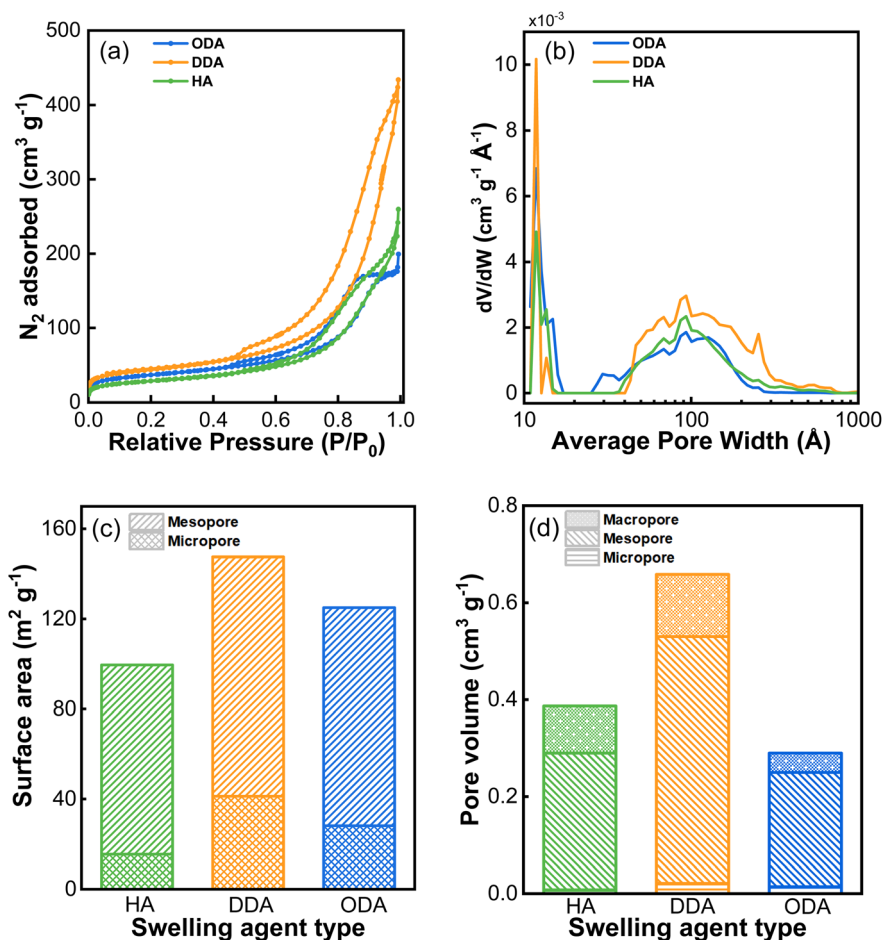 (a)
ODA
DDA
HA
500
400
300
200
100
0
0.0 0.2 0.4 0.6 0.8 1.0
N₂ adsorbed (cm³ g⁻¹)
Relative Pressure (P/P₀)
x10⁻³
(b)
ODA
DDA
HA
10
8
6
4
2
0
10 100 1000
dV/dW (cm³ g⁻¹ Å⁻¹)
Average Pore Width (Å)
(c)
Mesopore
Micropore
160
120
80
40
0
HA DDA ODA
Surface area (m² g⁻¹)
Swelling agent type
(d)
Macropore
Mesopore
Micropore
0.8
0.6
0.4
0.2
0.0
HA DDA ODA
Pore volume (cm³ g⁻¹)
Swelling agent type